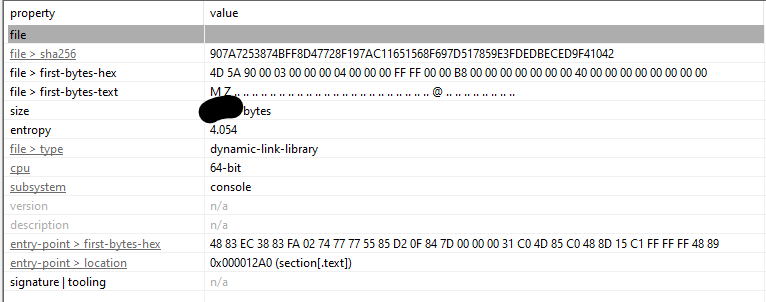 property value
file
file > sha256 907A7253874BFF8D47728F197AC11651568F697D517859E3FDEDBECED9F41042
file > first-bytes-hex 4D 5A 90 00 03 00 00 00 04 00 00 00 FF FF 00 00 B8 00 00 00 00 00 00 00 40 00 00 00 00 00 00 00
file > first-bytes-text M Z .. .. .. .. .. .. .. .. .. .. .. .. .. .. .. .. .. .. .. .. .. .. @ .. .. .. .. .. .. ..
size bytes
entropy 4.054
file > type dynamic-link-library
cpu 64-bit
subsystem console
version n/a
description n/a
entry-point > first-bytes-hex 48 83 EC 38 83 FA 02 74 77 77 55 85 D2 0F 84 7D 00 00 00 31 C0 4D 85 C0 48 8D 15 C1 FF FF FF 48 89
entry-point > location 0x000012A0 (section[.text])
signature | tooling n/a